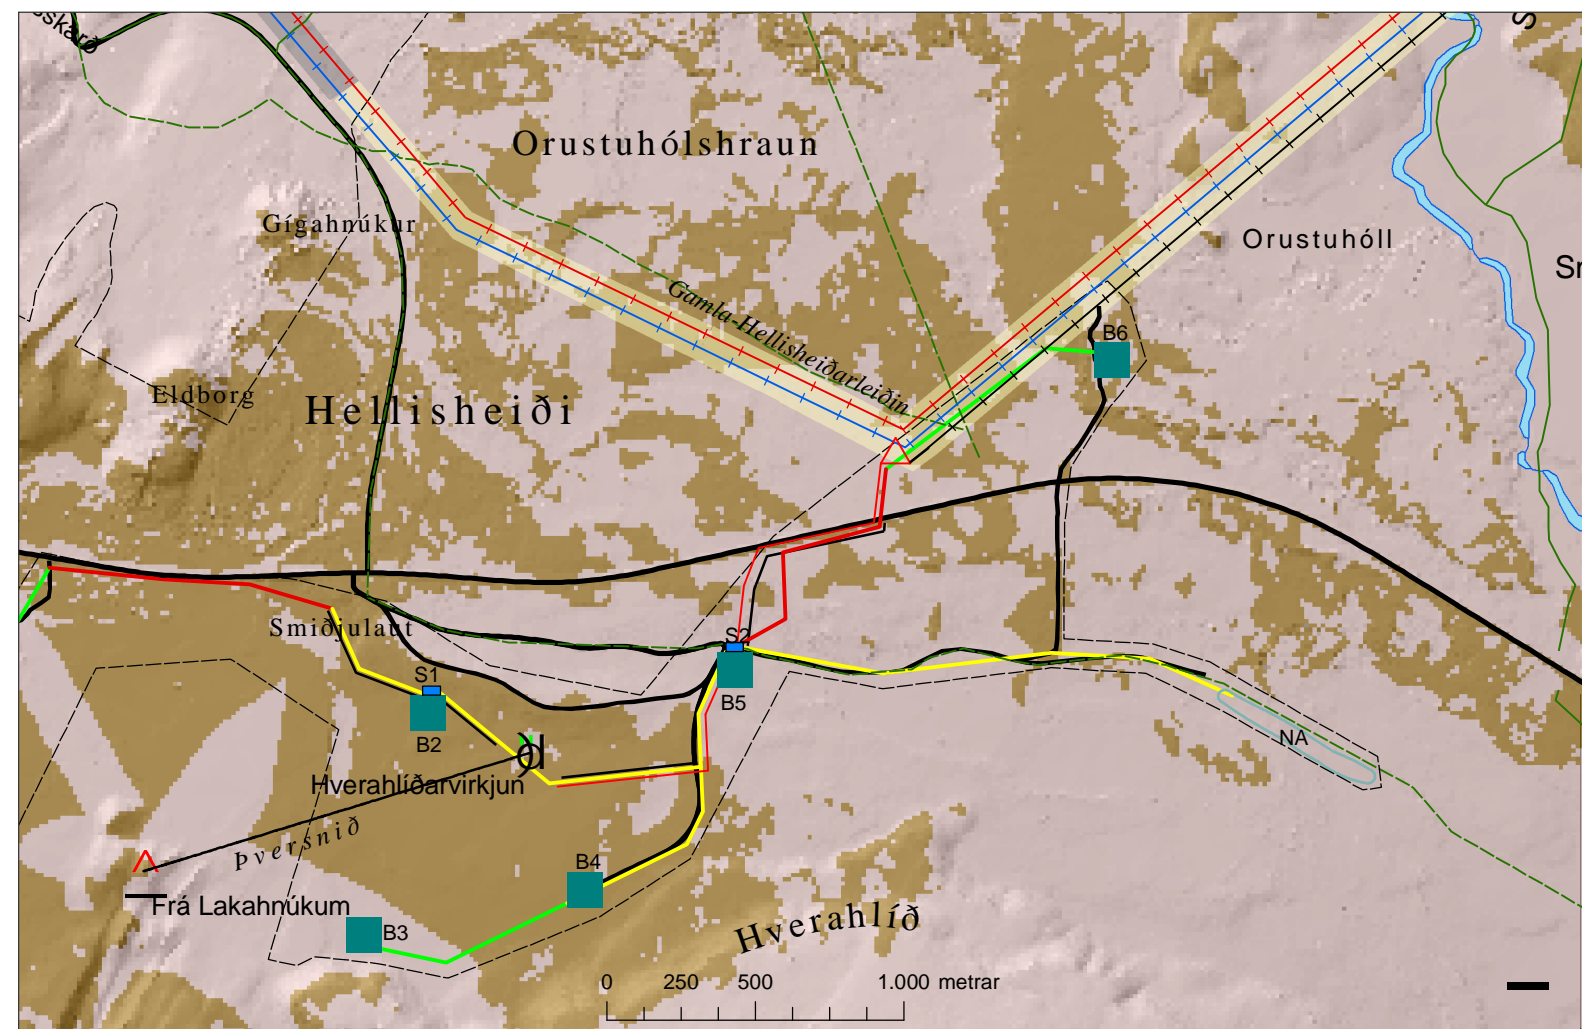 Orustuhólshraun
Gígahnúkur
Orustuhóll
Gamla-Hellisheiðarleiðin
B6
Eldborg
Hellisheiði
Smiðjulaut
S1
S2
B2
B5
NA
Hverahlíðarvirkjun
Þversnið
B4
Frá Lakahnúkum
B3
Hverahlíð
0 250 500 1.000 metrar